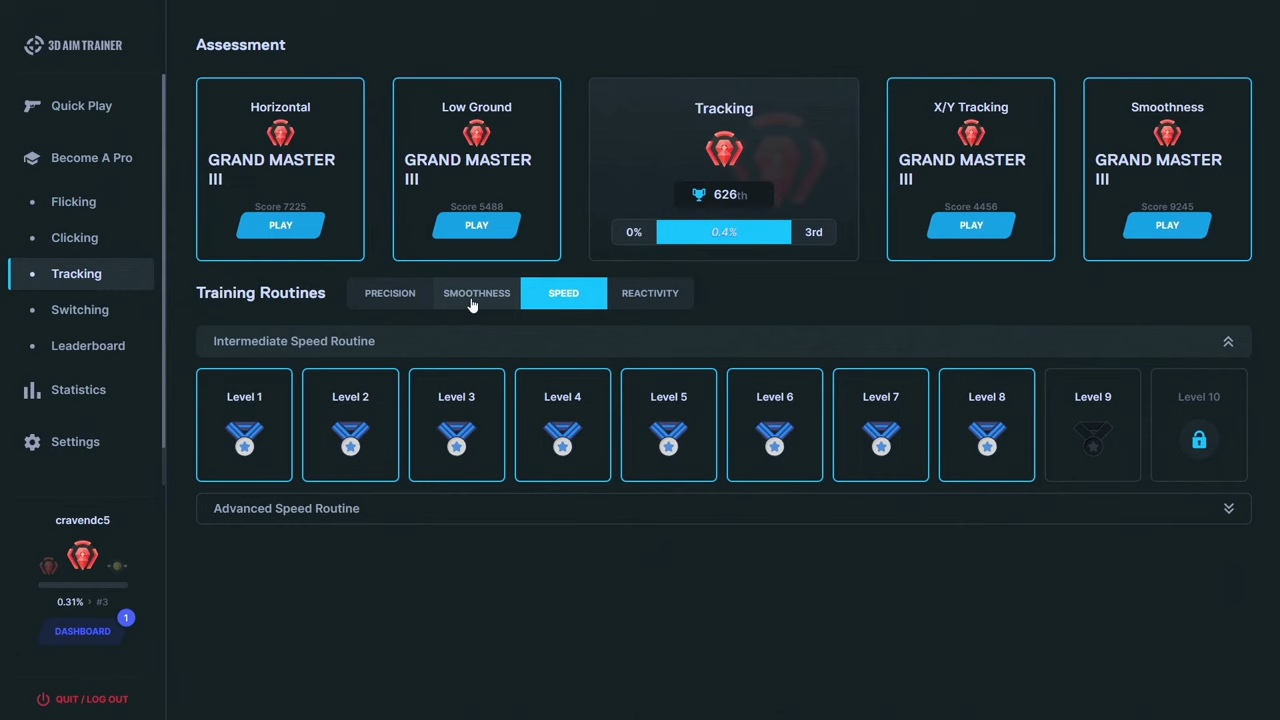 3D AIM TRAINER
Quick Play
Become A Pro
Flicking
Clicking
Tracking
Switching
Leaderboard
Statistics
Settings
cravendc5
0.31% > #3
1
DASHBOARD
QUIT / LOG OUT
Assessment
Horizontal
GRAND MASTER
III
Score 7225
PLAY
Low Ground
GRAND MASTER
III
Score 5488
PLAY
Tracking
626th
0% 0.4% 3rd
X/Y Tracking
GRAND MASTER
III
Score 4456
PLAY
Smoothness
GRAND MASTER
III
Score 9245
PLAY
Training Routines PRECISION SMOOTHNESS SPEED REACTIVITY
Intermediate Speed Routine
Level 1 Level 2 Level 3 Level 4 Level 5 Level 6 Level 7 Level 8 Level 9 Level 10
Advanced Speed Routine